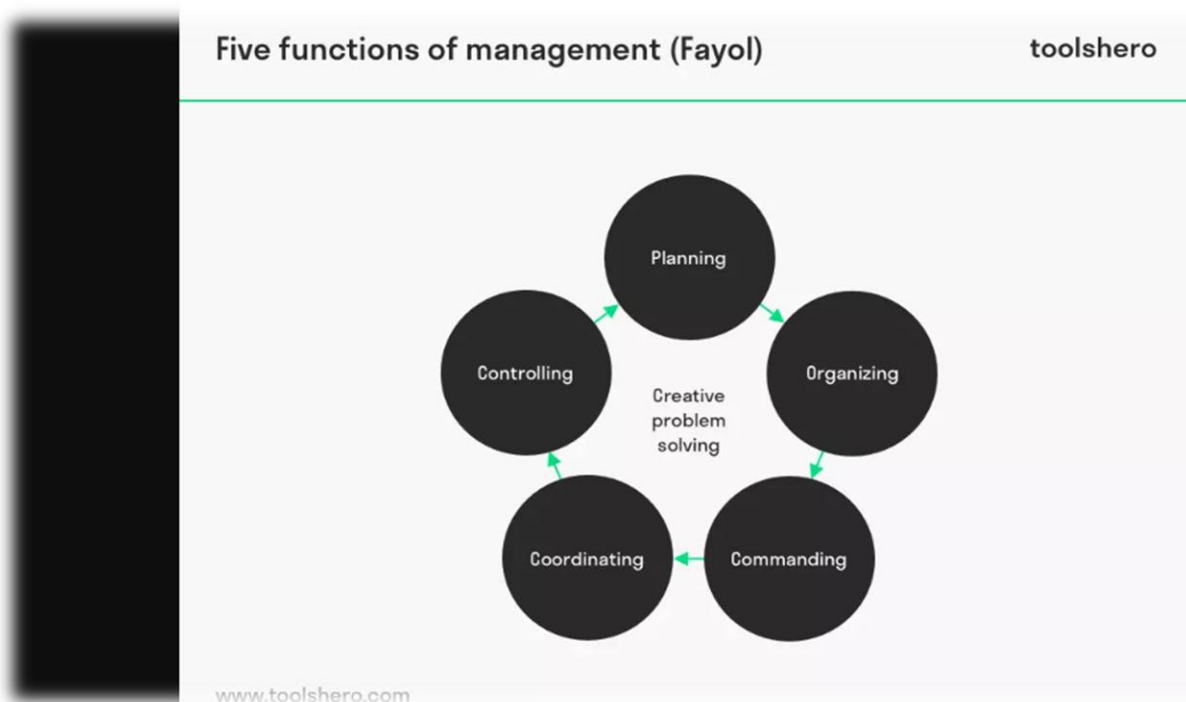 Five functions of management (Fayol)
toolshero
Planning
Controlling
Organizing
Creative
problem
solving
Coordinating
Commanding
www.toolshero.com